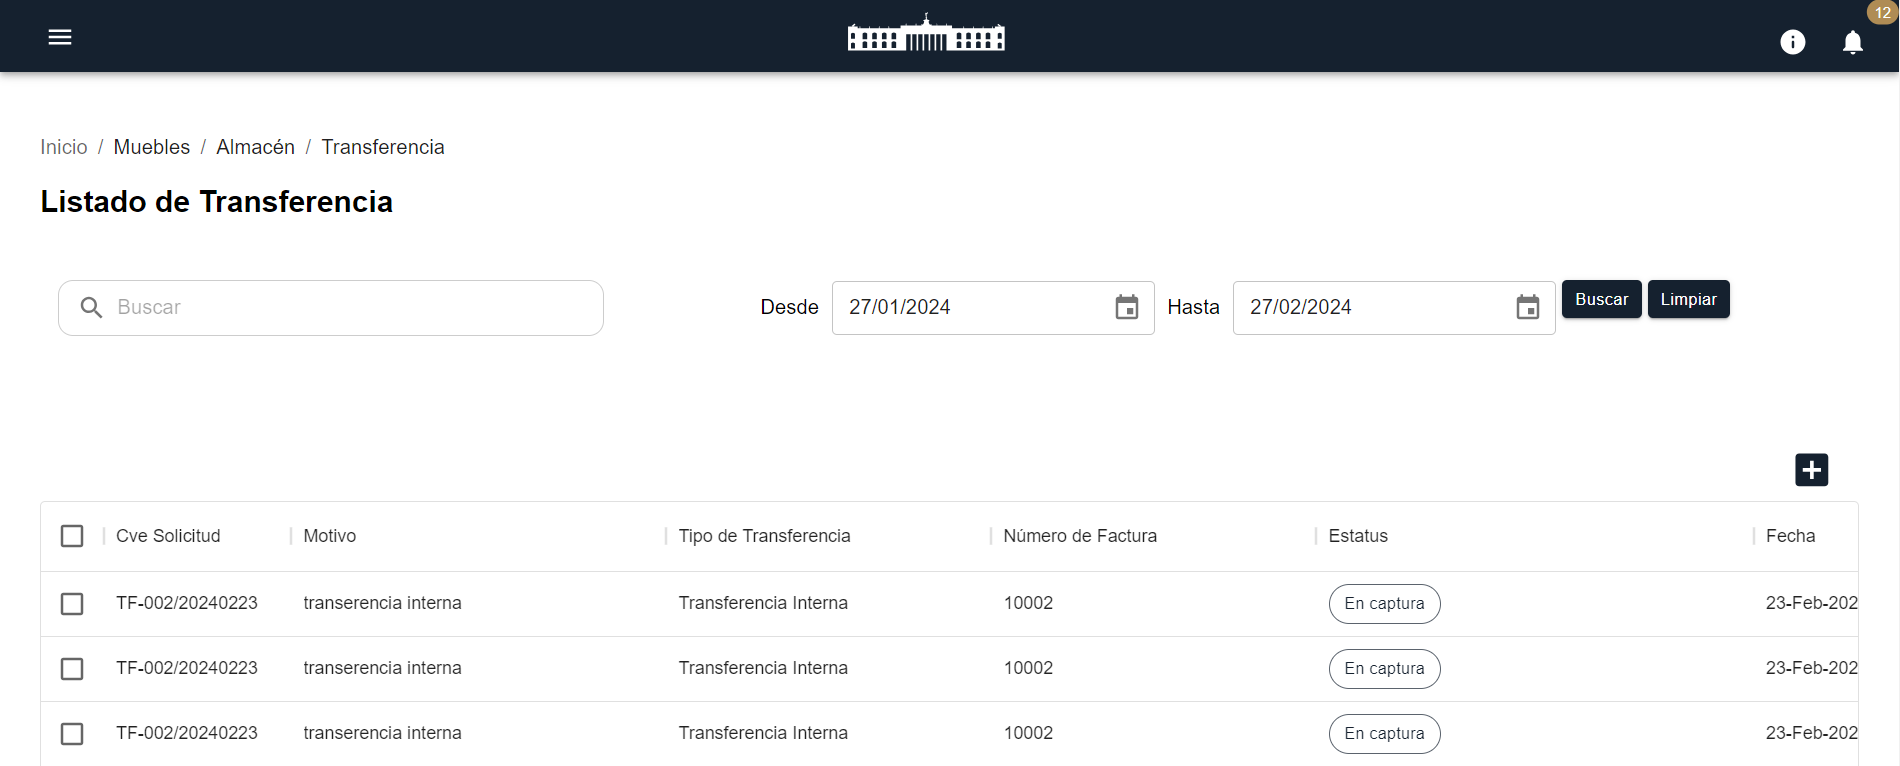 12
Inicio / Muebles / Almacén / Transferencia
Listado de Transferencia
Buscar Desde 27/01/2024 Hasta 27/02/2024 Buscar Limpiar
Cve Solicitud Motivo Tipo de Transferencia Número de Factura Estatus Fecha
TF-002/20240223 transerencia interna Transferencia Interna 10002 En captura 23-Feb-202
TF-002/20240223 transerencia interna Transferencia Interna 10002 En captura 23-Feb-202
TF-002/20240223 transerencia interna Transferencia Interna 10002 En captura 23-Feb-202